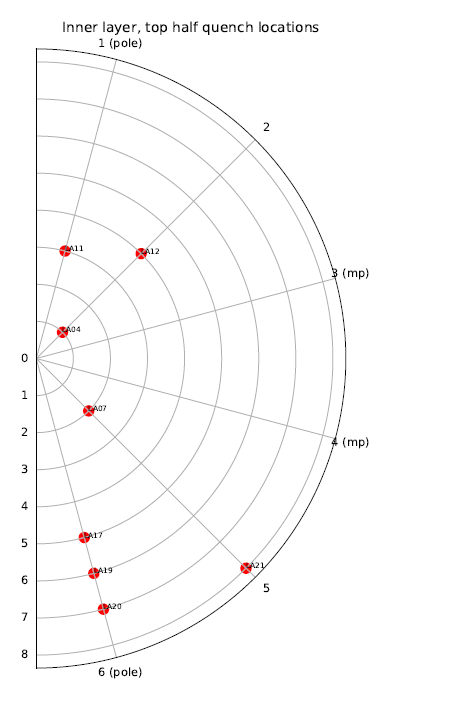 Inner layer, top half quench locations
1 (pole)
2
A11
A12
3 (mp)
A04
0
1
A07
2
3
4 (mp)
4
A17
5
A21
A19
6
5
A20
7
8
6 (pole)